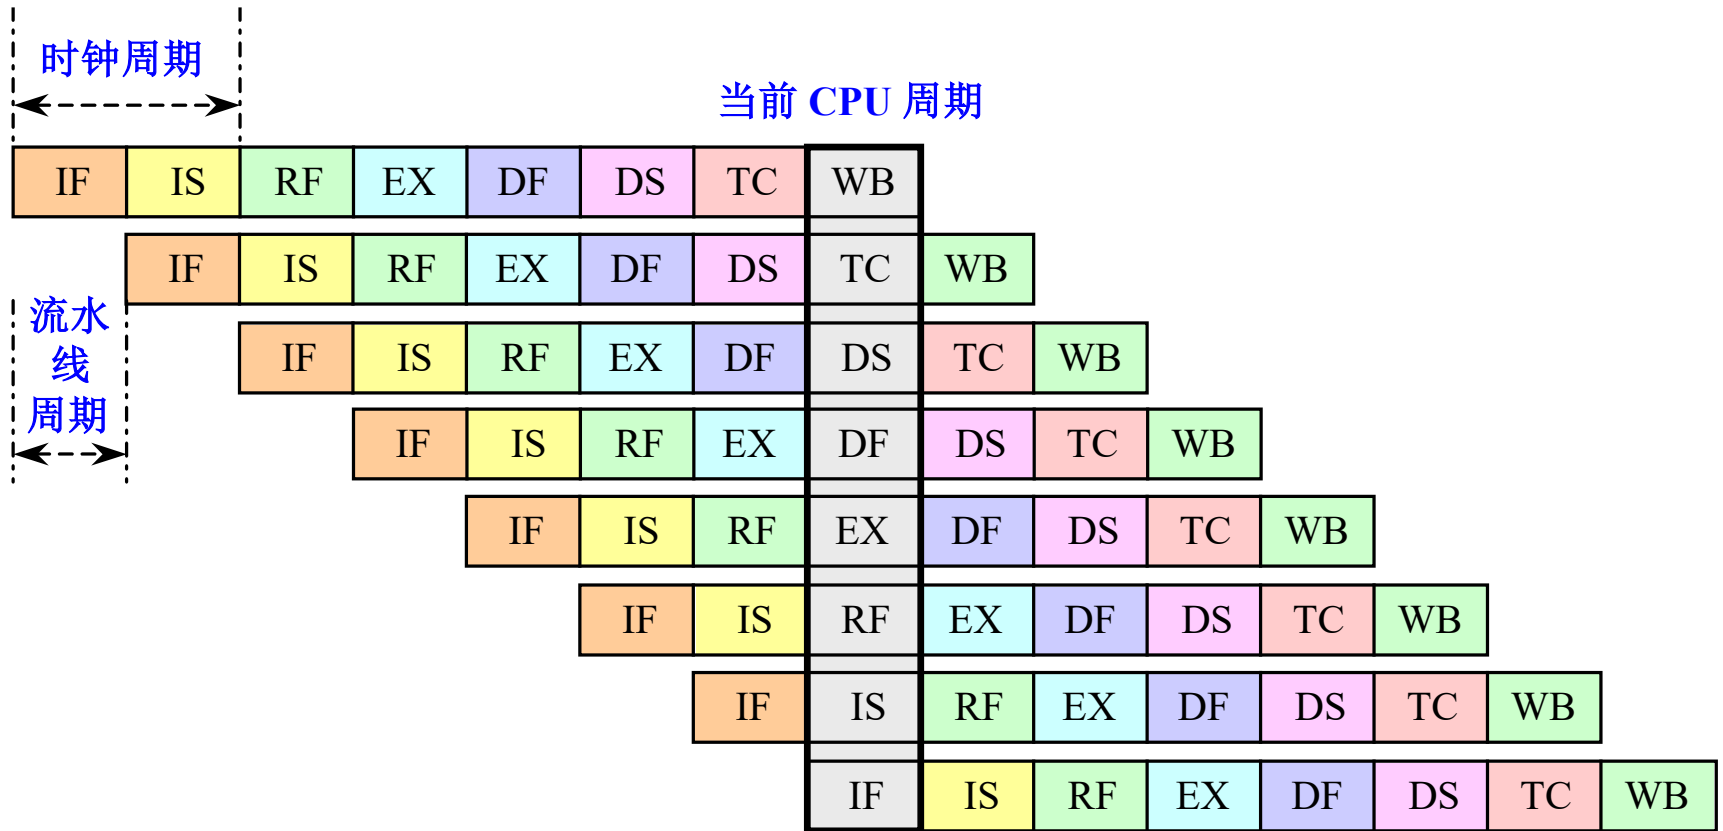 时钟周期
当前 CPU 周期
IF IS RF EX DF DS TC WB
IF IS RF EX DF DS TC WB
流水
线
周期
IF IS RF EX DF DS TC WB
IF IS RF EX DF DS TC WB
IF IS RF EX DF DS TC WB
IF IS RF EX DF DS TC WB
IF IS RF EX DF DS TC WB
IF IS RF EX DF DS TC WB